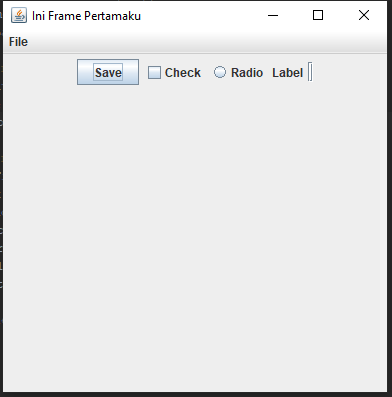 Ini Frame Pertamaku
File
Save Check Radio Label